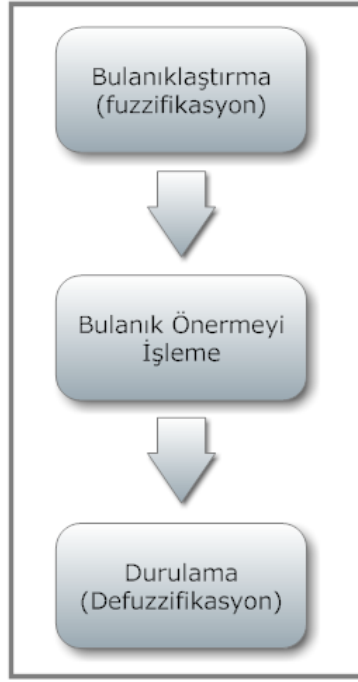 Bulanıklaştırma
(fuzzifikasyon)
Bulanık Önermeyi
İşleme
Durulama
(Defuzzifikasyon)